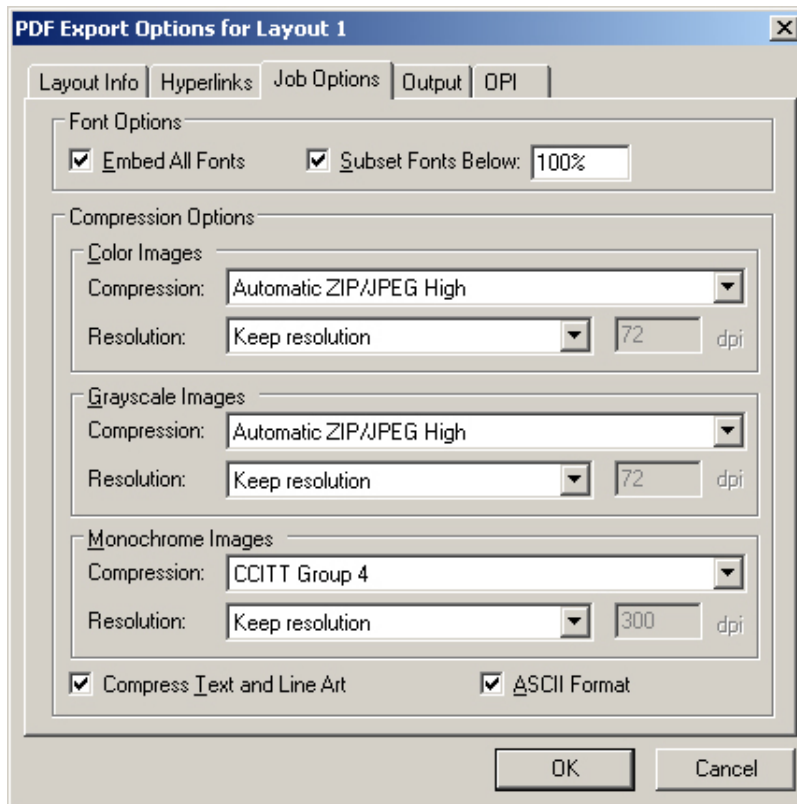 PDF Export Options for Layout 1
Layout Info Hyperlinks Job Options Output OPI
Font Options
Embed All Fonts Subset Fonts Below: 100%
Compression Options
Color Images
Compression: Automatic ZIP/JPEG High
Resolution: Keep resolution 72 dpi
Grayscale Images
Compression: Automatic ZIP/JPEG High
Resolution: Keep resolution 72 dpi
Monochrome Images
Compression: CCITT Group 4
Resolution: Keep resolution 300 dpi
Compress Text and Line Art ASCII Format
OK Cancel